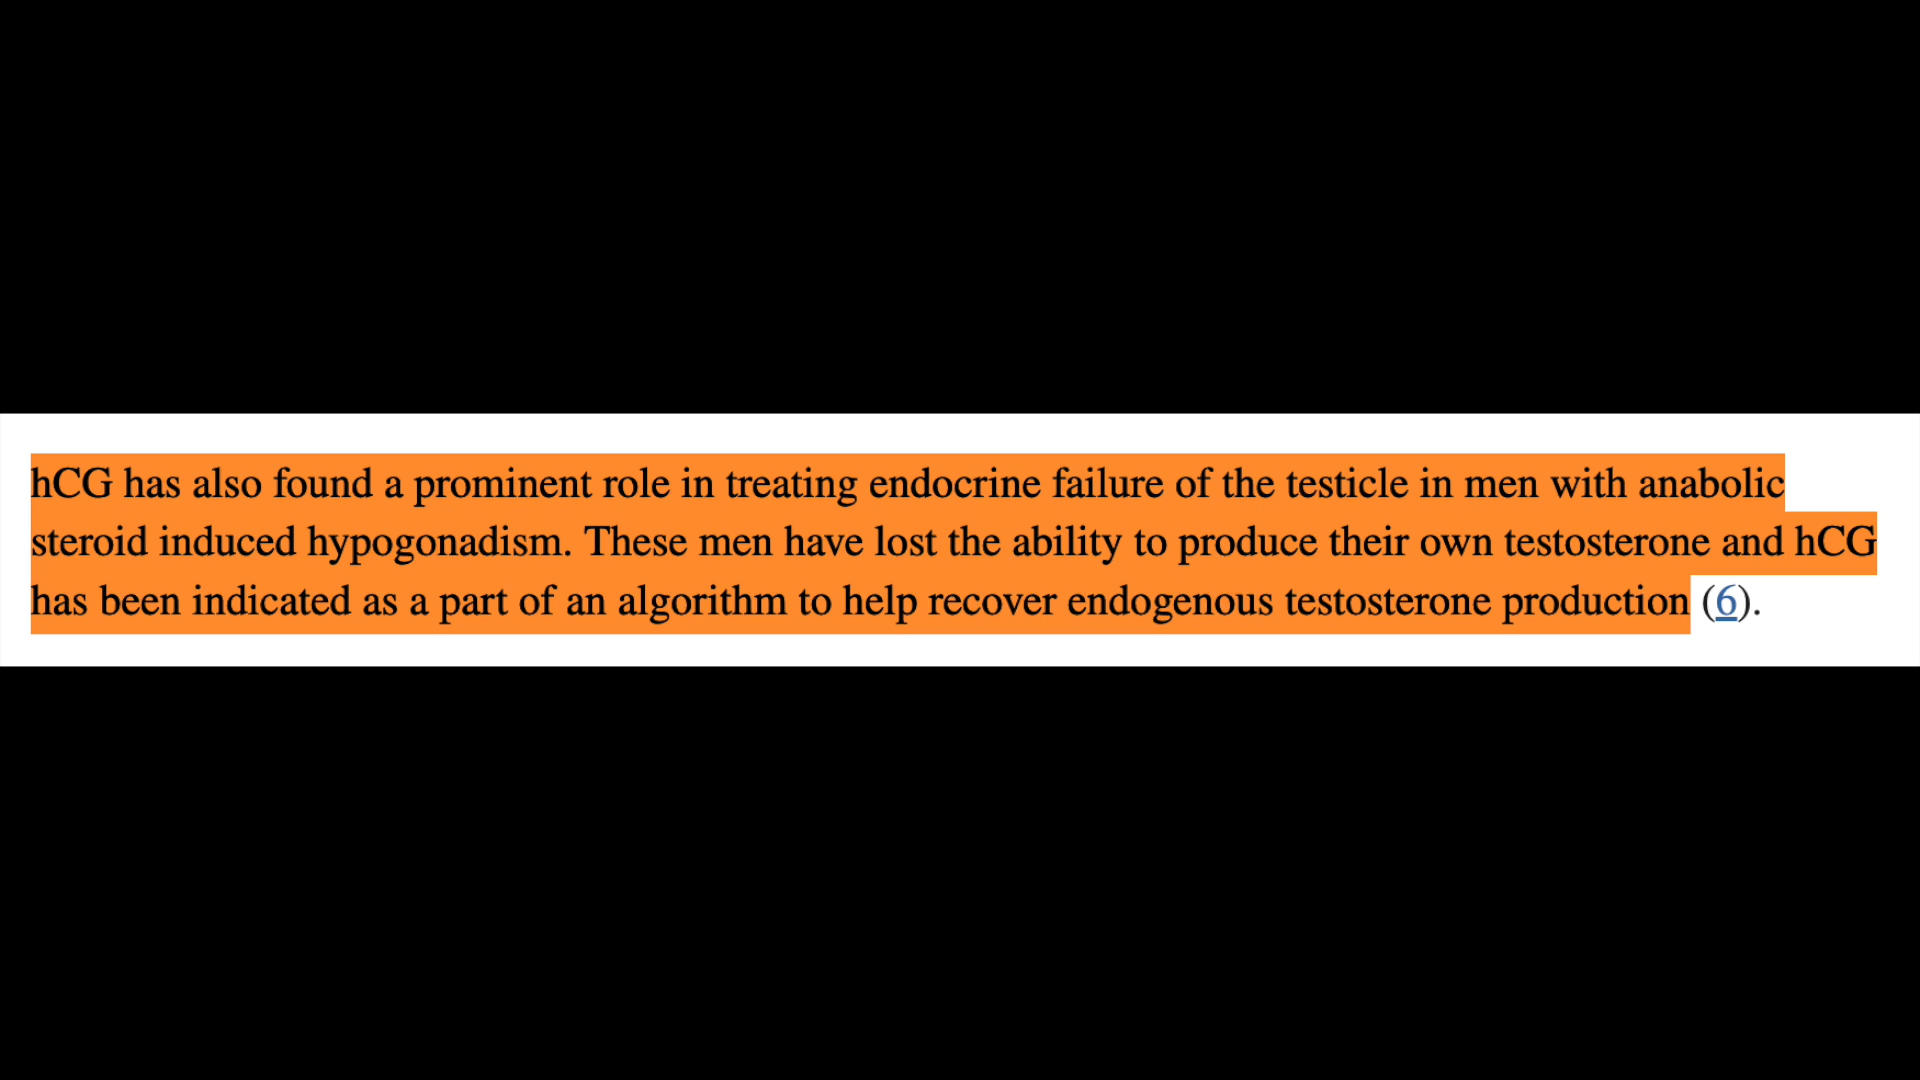 hCG has also found a prominent role in treating endocrine failure of the testicle in men with anabolic
steroid induced hypogonadism. These men have lost the ability to produce their own testosterone and hCG
has been indicated as a part of an algorithm to help recover endogenous testosterone production (6).